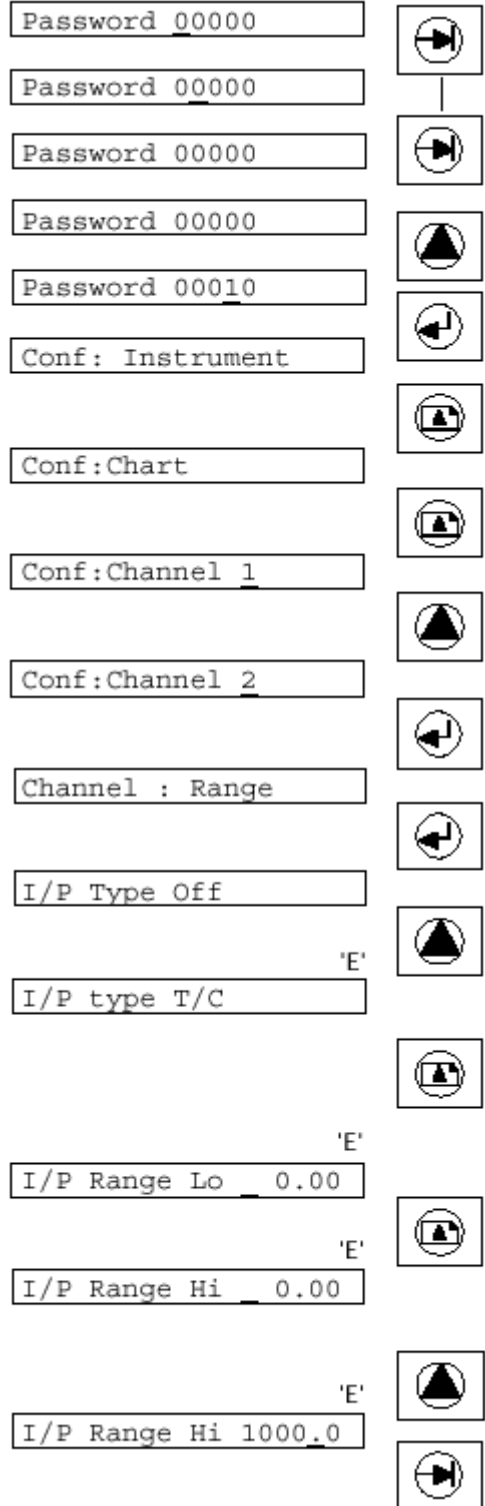 Password 00000
Password 00000
Password 00000
Password 00000
Password 00010
Conf: Instrument
Conf:Chart
Conf:Channel 1
Conf:Channel 2
Channel : Range
I/P Type Off
'E'
I/P type T/C
'E'
I/P Range Lo _ 0.00
'E'
I/P Range Hi _ 0.00
'E'
I/P Range Hi 1000.0